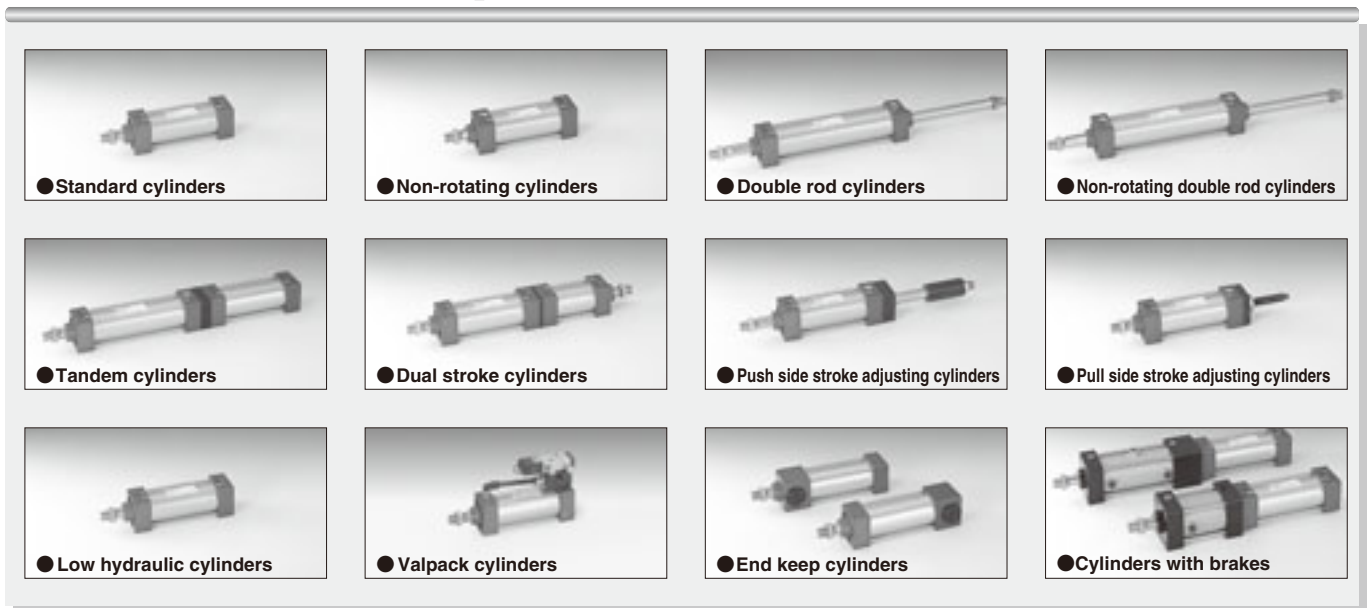 ●Standard cylinders
●Non-rotating cylinders
●Double rod cylinders
●Non-rotating double rod cylinders
●Tandem cylinders
●Dual stroke cylinders
●Push side stroke adjusting cylinders
●Pull side stroke adjusting cylinders
●Low hydraulic cylinders
●Valpack cylinders
●End keep cylinders
●Cylinders with brakes